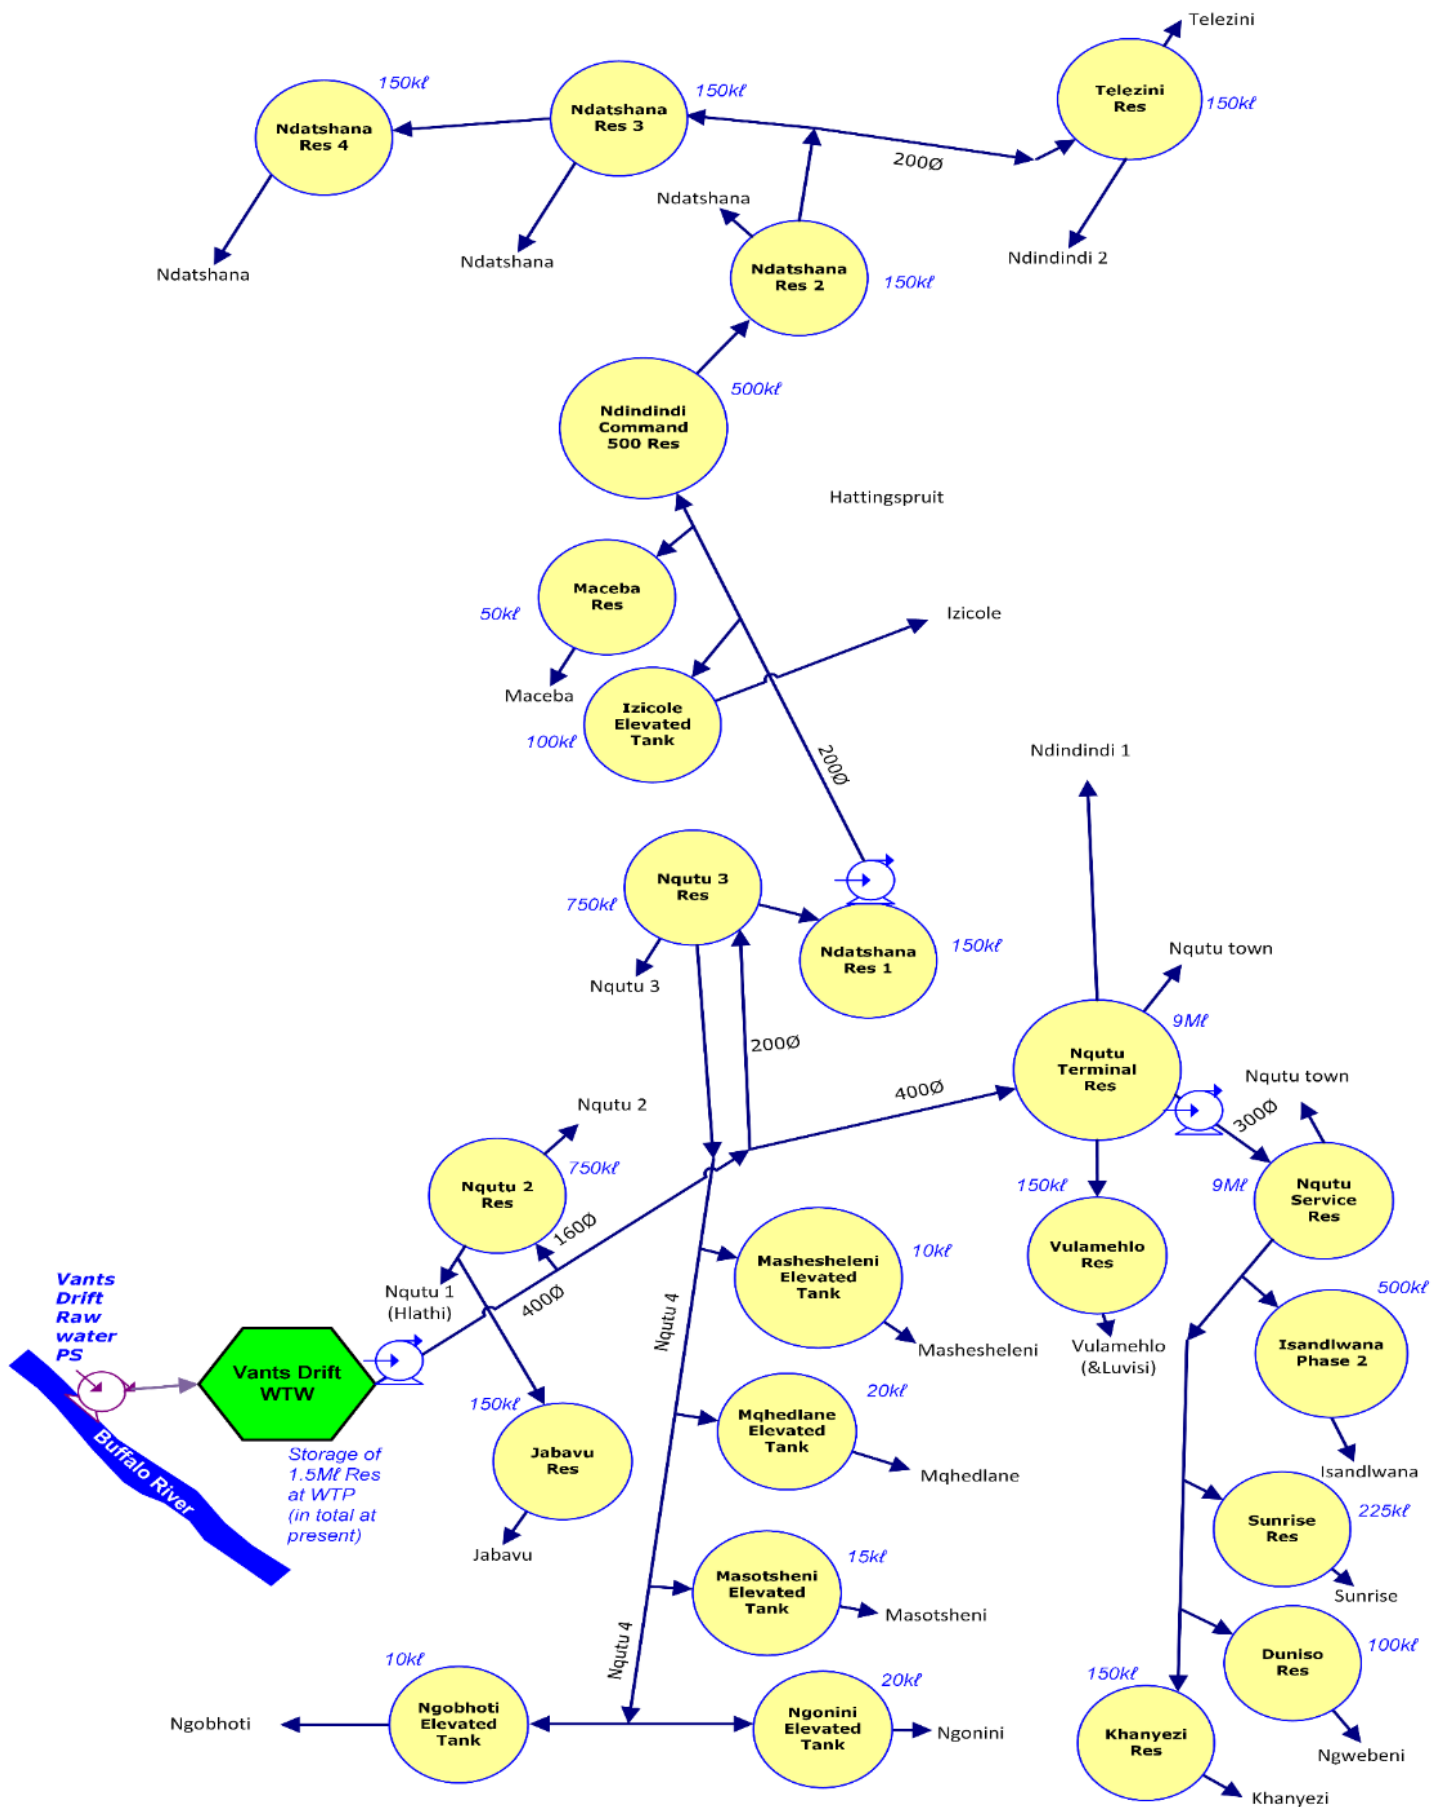 Telezini
Telezini
Res
150kℓ
150kℓ
Ndatshana
Res 3
150kℓ
Ndatshana
Res 4
200Ø
Ndatshana
Ndatshana
Ndatshana
Ndindindi 2
Ndatshana
Res 2
150kℓ
500kℓ
Ndindindi
Command
500 Res
Hattingspruit
Maceba
Res
50kℓ
Maceba
Izicole
Izicole
Elevated
Tank
100kℓ
200Ø
Ndindindi 1
Nqutu 3
Res
750kℓ
Nqutu 3
Ndatshana
Res 1
150kℓ
Nqutu town
9Mℓ
Nqutu
Terminal
Res
200Ø
400Ø
Nqutu town
300Ø
Nqutu 2
750kℓ
Nqutu 2
Res
160Ø
150kℓ
9Mℓ
Nqutu
Service
Res
Vulamehlo
Res
Mashesheleni
Elevated
Tank
10kℓ
Nqutu 1
(Hlathi)
400Ø
Vants
Drift
Raw
water
PS
Nqutu 4
Mashesheleni
Vulamehlo
(&Luvisi)
500kℓ
Isandlwana
Phase 2
Vants Drift
WTW
150kℓ
20kℓ
Mqhedlane
Elevated
Tank
Buffalo River
Storage of
1.5Mℓ Res
at WTP
(in total at
present)
Jabavu
Res
Mqhedlane
Isandlwana
Sunrise
Res
225kℓ
Jabavu
15kℓ
Masotsheni
Elevated
Tank
Masotsheni
Sunrise
Nqutu 4
Duniso
Res
100kℓ
10kℓ
20kℓ
150kℓ
Ngobhoti
Ngobhoti
Elevated
Tank
Ngonini
Elevated
Tank
Ngonini
Khanyezi
Res
Ngwebeni
Khanyezi